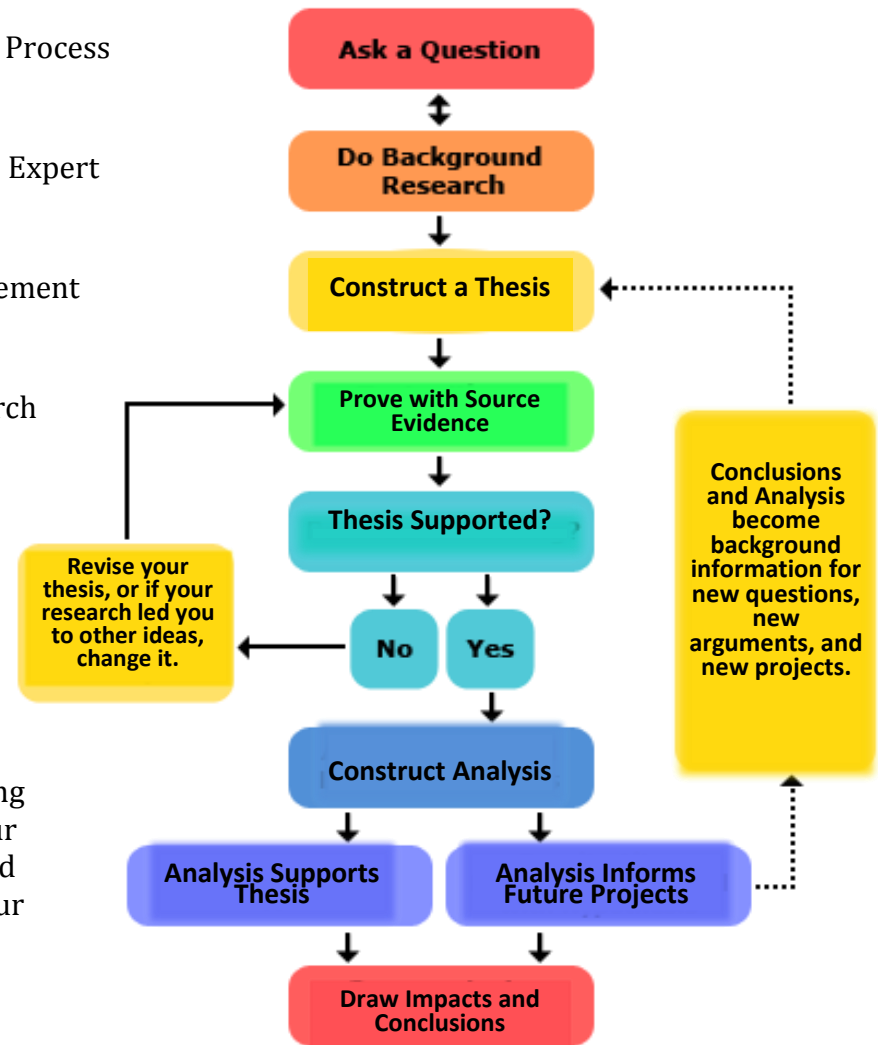 Process
Ask a Question
Expert
Do Background
Research
ement
Construct a Thesis
rch
Prove with Source
Evidence
Thesis Supported?
Revise your
thesis, or if your
research led you
to other ideas,
change it.
No
Yes
Conclusions
and Analysis
become
background
information for
new questions,
new
arguments, and
new projects.
Construct Analysis
ng
ur
d
ur
Analysis Supports
Thesis
Analysis Informs
Future Projects
Draw Impacts and
Conclusions